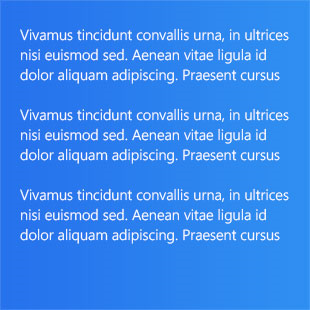 Vivamus tincidunt convallis urna, in ultrices
nisi euismod sed. Aenean vitae ligula id
dolor aliquam adipiscing. Praesent cursus
Vivamus tincidunt convallis urna, in ultrices
nisi euismod sed. Aenean vitae ligula id
dolor aliquam adipiscing. Praesent cursus
Vivamus tincidunt convallis urna, in ultrices
nisi euismod sed. Aenean vitae ligula id
dolor aliquam adipiscing. Praesent cursus